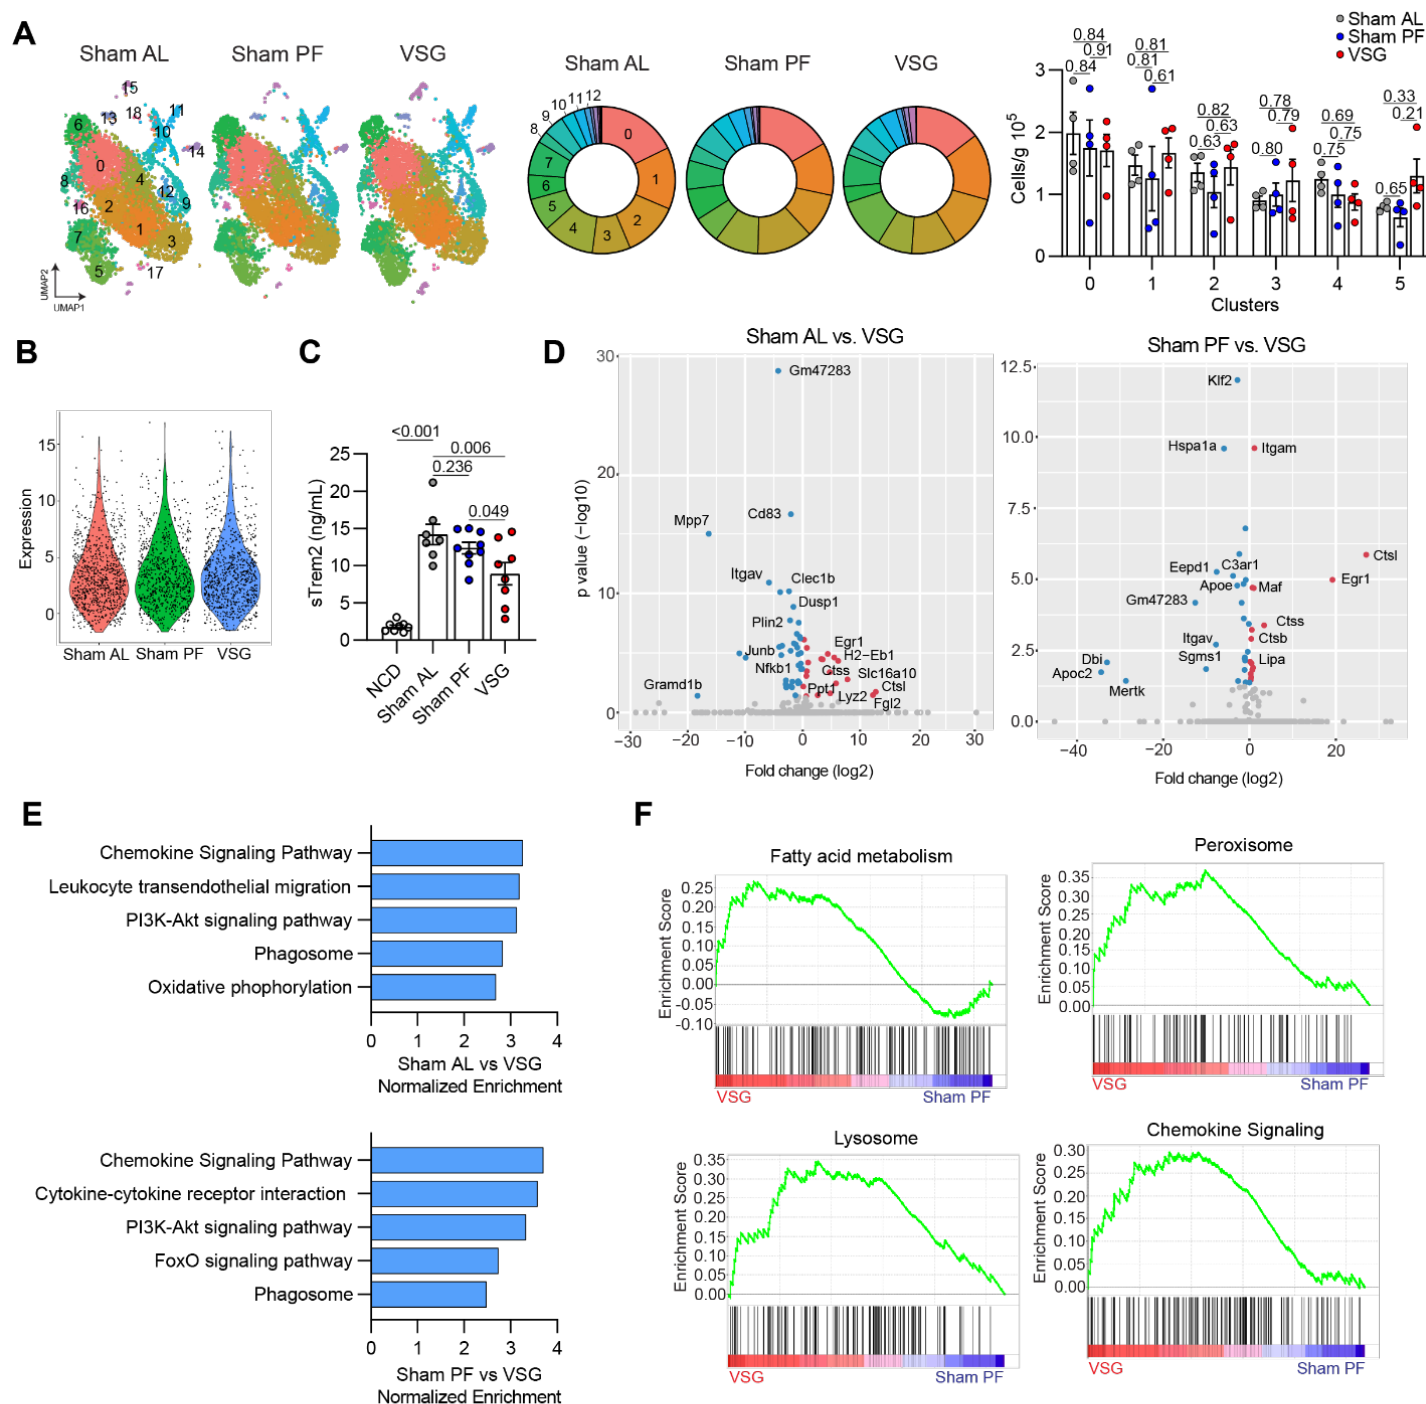 A
Sham AL
Sham PF
VSG
15
13
18
11
6
10
14
0
8
4
12
9
16
2
7
1
3
5
17
UMAP2
UMAP1
Sham AL
Sham PF
VSG
10 11 12
9
8
7
6
5
4
3
2
1
0
Sham AL
Sham PF
VSG
Cells/g 10⁵
3
2
1
0
0.84
0.91
0.84
0.81
0.81
0.61
0.82
0.63
0.63
0.78
0.79
0.80
0.69
0.75
0.75
0.33
0.21
0.65
0 1 2 3 4 5
Clusters
B
Expression
15
10
5
0
Sham AL Sham PF VSG
C
sTrem2 (ng/mL)
25
20
15
10
5
0
<0.001
0.006
0.236
0.049
NCD
Sham AL
Sham PF
VSG
D
Sham AL vs. VSG
p value (−log10)
30
20
10
0
Gm47283
Cd83
Mpp7
Itgav
Clec1b
Dusp1
Plin2
Junb
Egr1
H2−Eb1
Nfkb1
Ctss
Slc16a10
Gramd1b
Ppt1
Lyz2
Ctsl
Fgl2
−30 −20 −10 0 10 20 30
Fold change (log2)
Sham PF vs. VSG
12.5
10.0
7.5
5.0
2.5
0.0
Klf2
Hspa1a
Itgam
Ctsl
Eepd1
C3ar1
Egr1
Apoe
Maf
Gm47283
Ctss
Itgav
Ctsb
Dbi
Sgms1
Lipa
Apoc2
Mertk
−40 −20 0 20
Fold change (log2)
E
Chemokine Signaling Pathway
Leukocyte transendothelial migration
PI3K-Akt signaling pathway
Phagosome
Oxidative phophorylation
0 1 2 3 4
Sham AL vs VSG
Normalized Enrichment
Chemokine Signaling Pathway
Cytokine-cytokine receptor interaction
PI3K-Akt signaling pathway
FoxO signaling pathway
Phagosome
0 1 2 3 4
Sham PF vs VSG
Normalized Enrichment
F
Fatty acid metabolism
Enrichment Score
0.25
0.20
0.15
0.10
0.05
0.00
-0.05
-0.10
VSG
Sham PF
Peroxisome
Enrichment Score
0.35
0.30
0.25
0.20
0.15
0.10
0.05
0.00
VSG
Sham PF
Lysosome
Enrichment Score
0.35
0.30
0.25
0.20
0.15
0.10
0.05
0.00
VSG
Sham PF
Chemokine Signaling
Enrichment Score
0.30
0.25
0.20
0.15
0.10
0.05
0.00
VSG
Sham PF